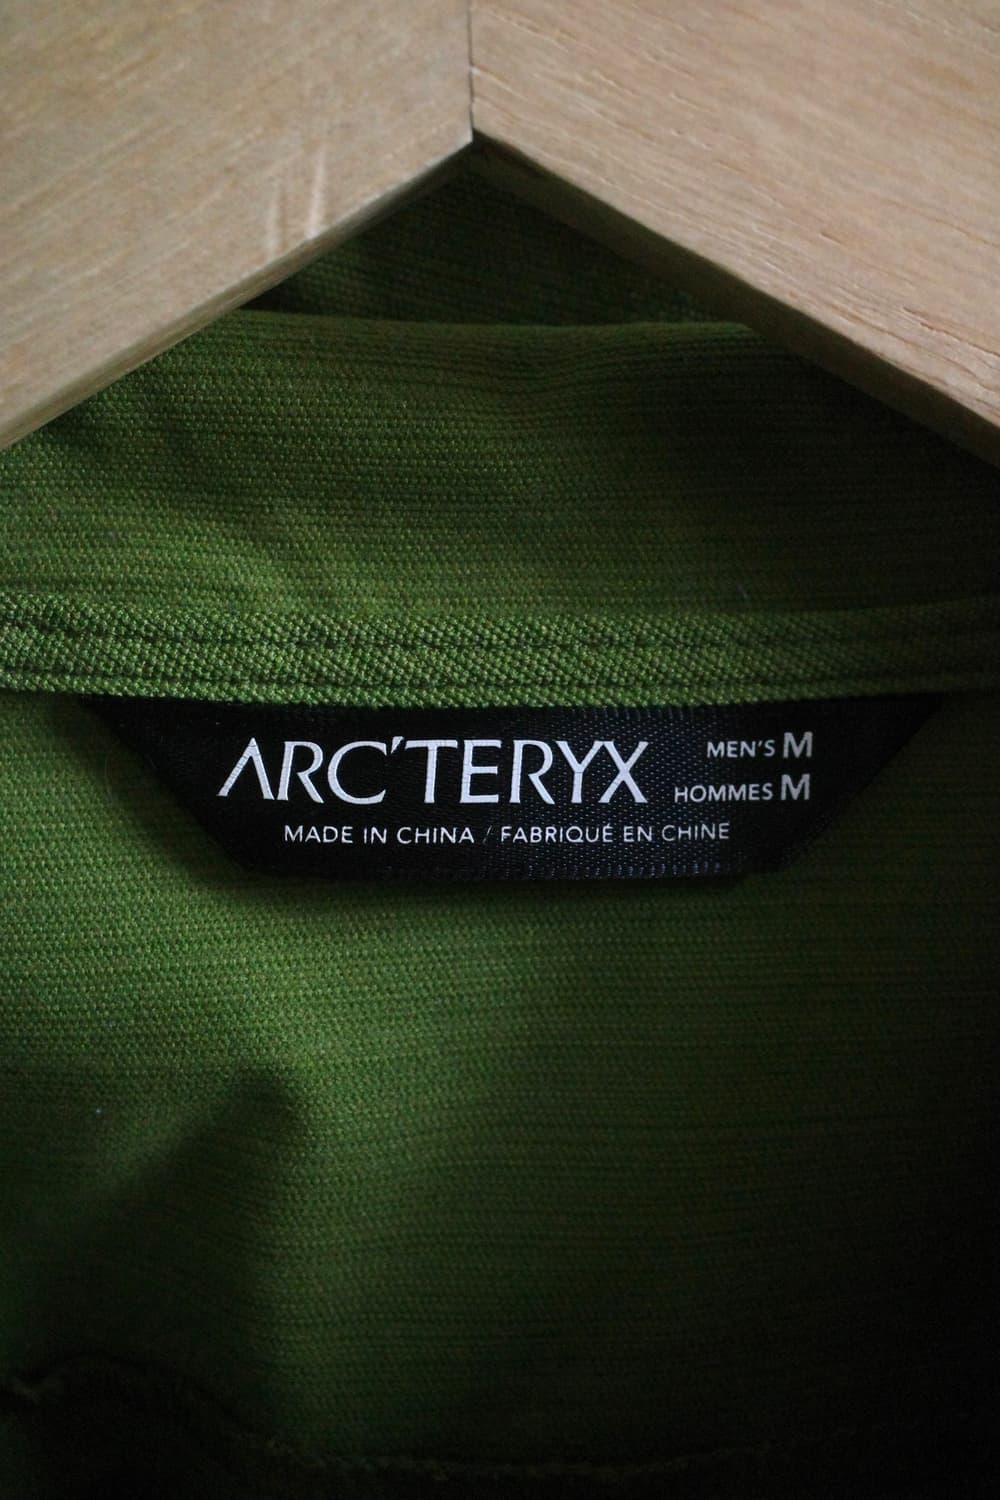 ARC'TERYX
MEN'S M
HOMMES M
MADE IN CHINA / FABRIQUÉ EN CHINE